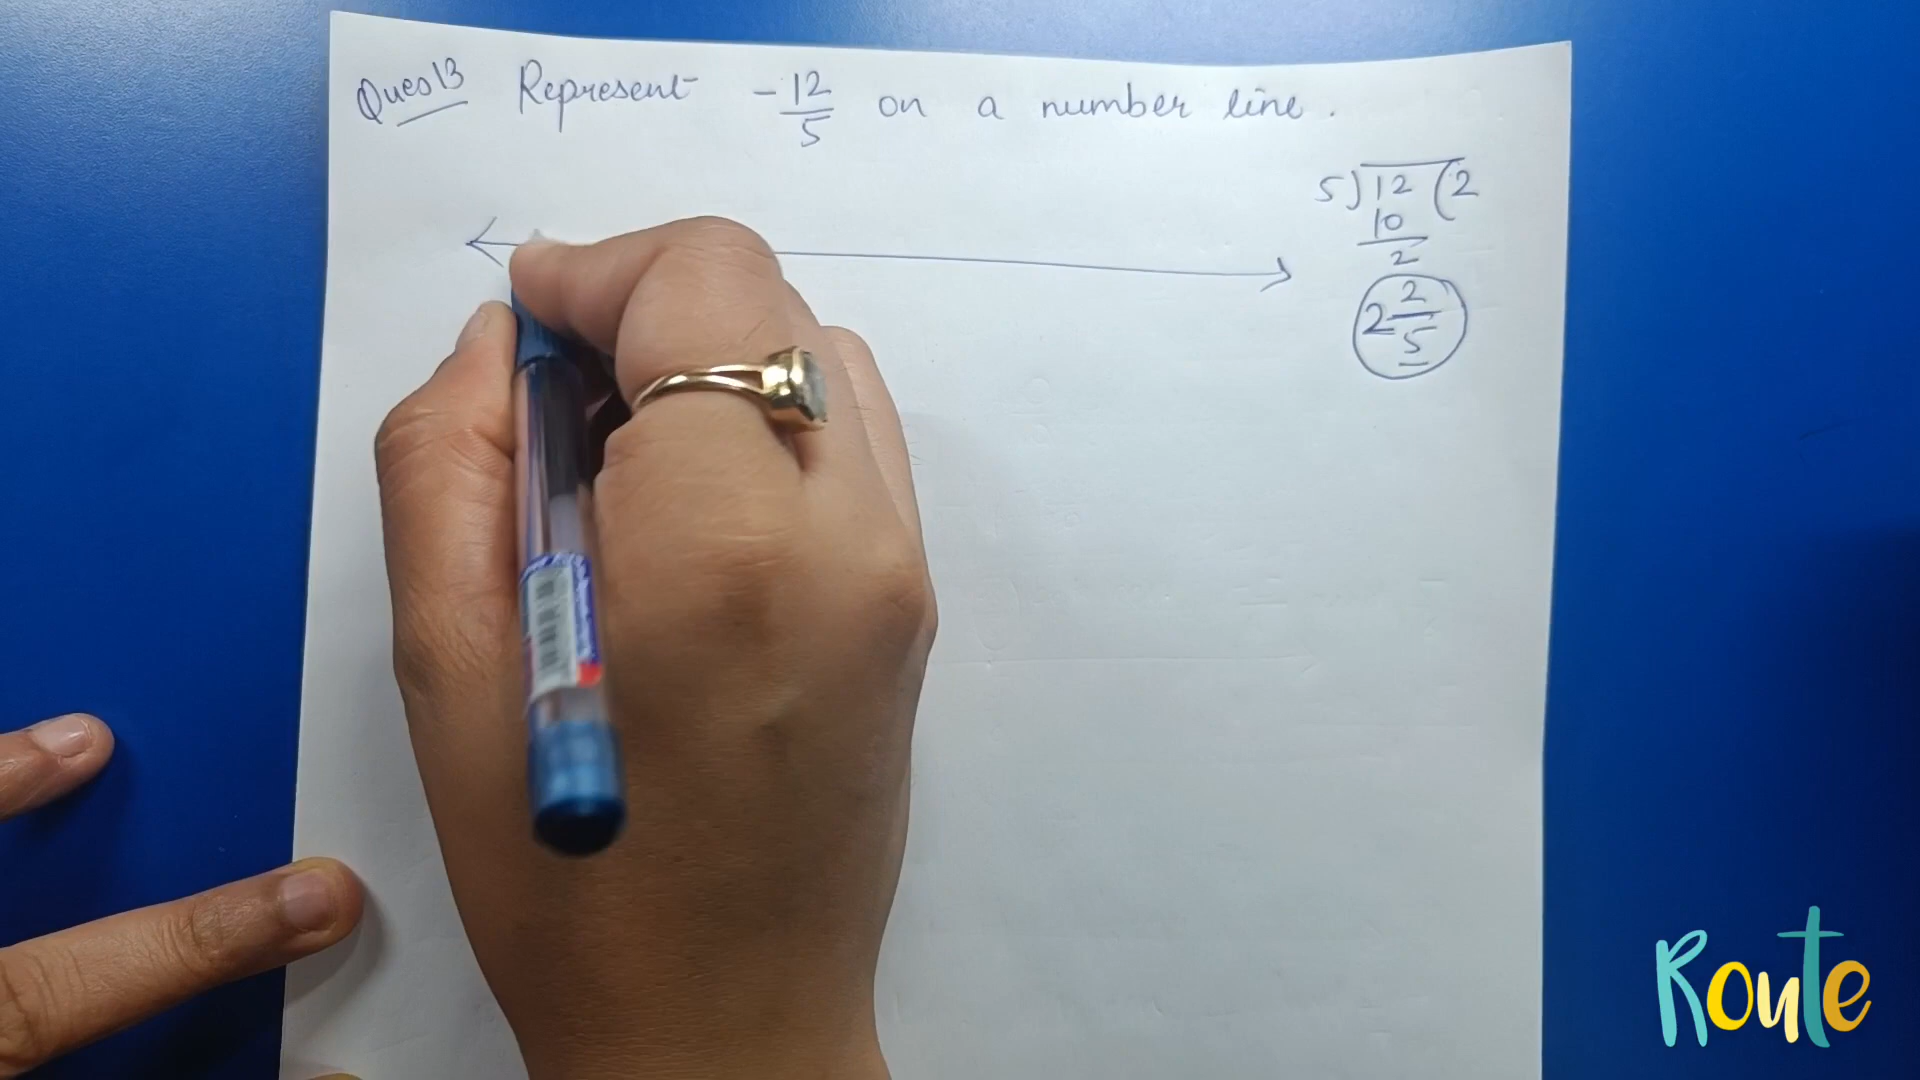 Ques 13 Represent -12/5 on a number line.
5)12(2
10
2
2 2/5
Route